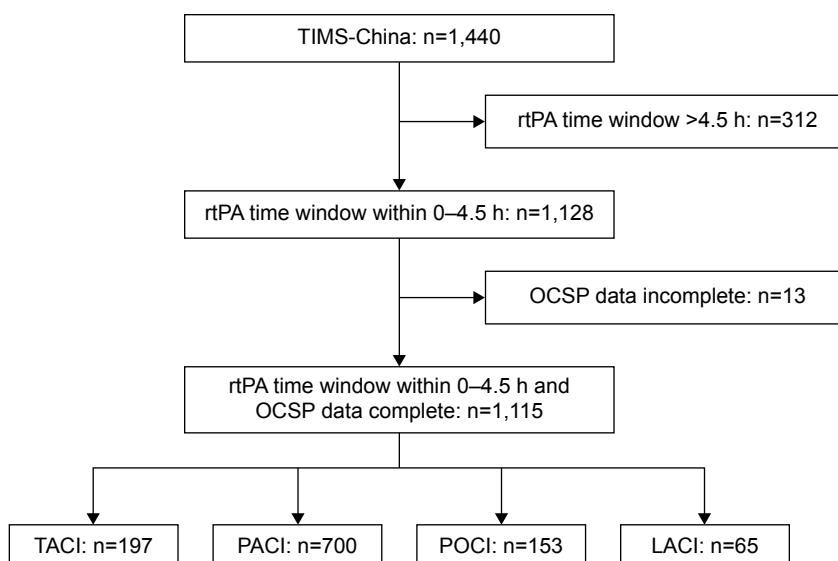 TIMS-China: n=1,440
rtPA time window >4.5 h: n=312
rtPA time window within 0–4.5 h: n=1,128
OCSP data incomplete: n=13
rtPA time window within 0–4.5 h and
OCSP data complete: n=1,115
TACI: n=197
PACI: n=700
POCI: n=153
LACI: n=65